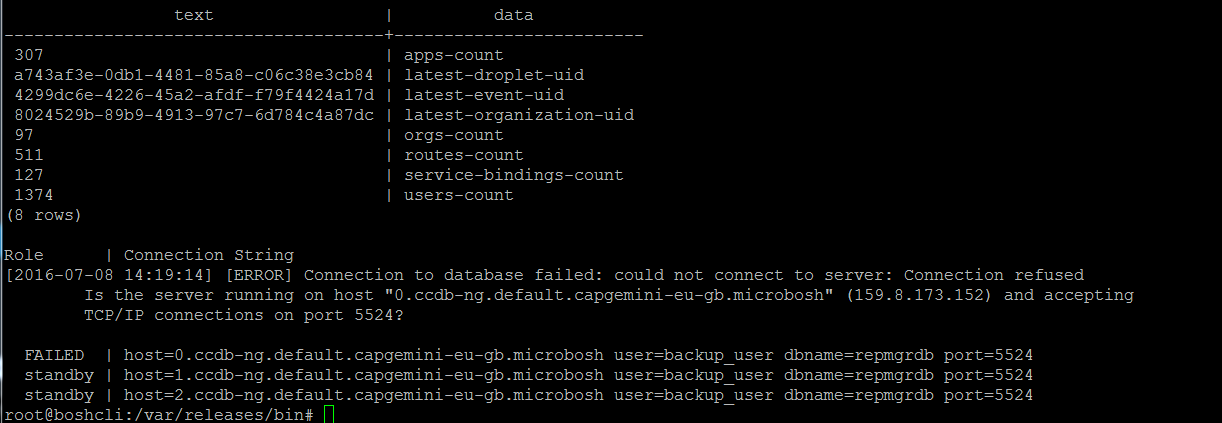 text | data
-------------------------------------+-------------------------
307 | apps-count
a743af3e-0db1-4481-85a8-c06c38e3cb84 | latest-droplet-uid
4299dc6e-4226-45a2-afdf-f79f4424a17d | latest-event-uid
8024529b-89b9-4913-97c7-6d784c4a87dc | latest-organization-uid
97 | orgs-count
511 | routes-count
127 | service-bindings-count
1374 | users-count
(8 rows)
Role | Connection String
[2016-07-08 14:19:14] [ERROR] Connection to database failed: could not connect to server: Connection refused
Is the server running on host "0.ccdb-ng.default.capgemini-eu-gb.microbosh" (159.8.173.152) and accepting
TCP/IP connections on port 5524?
FAILED | host=0.ccdb-ng.default.capgemini-eu-gb.microbosh user=backup_user dbname=repmgrdb port=5524
standby | host=1.ccdb-ng.default.capgemini-eu-gb.microbosh user=backup_user dbname=repmgrdb port=5524
standby | host=2.ccdb-ng.default.capgemini-eu-gb.microbosh user=backup_user dbname=repmgrdb port=5524
root@boshcli:/var/releases/bin#